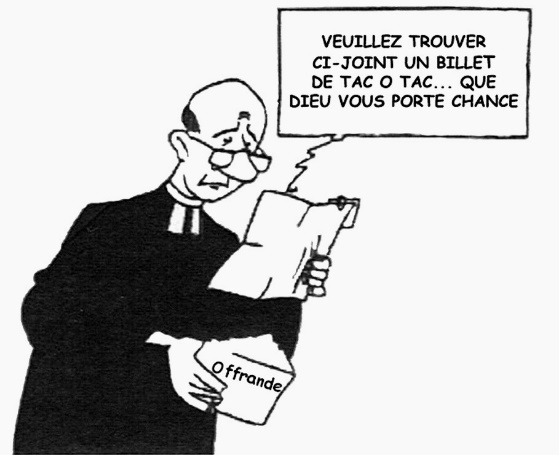 VEUILLEZ TROUVER
CI-JOINT UN BILLET
DE TAC O TAC... QUE
DIEU VOUS PORTE CHANCE
Offrande